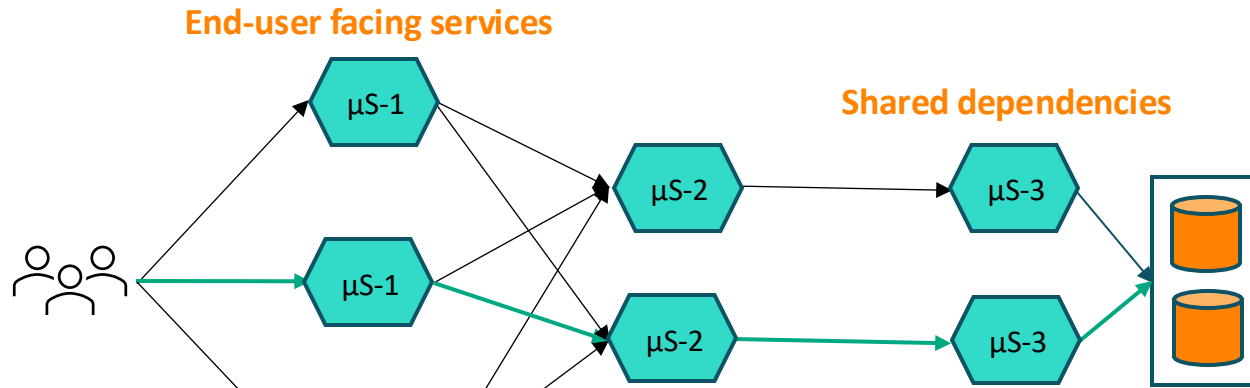 End-user facing services
µS-1
Shared dependencies
µS-2
µS-3
µS-1
µS-2
µS-3